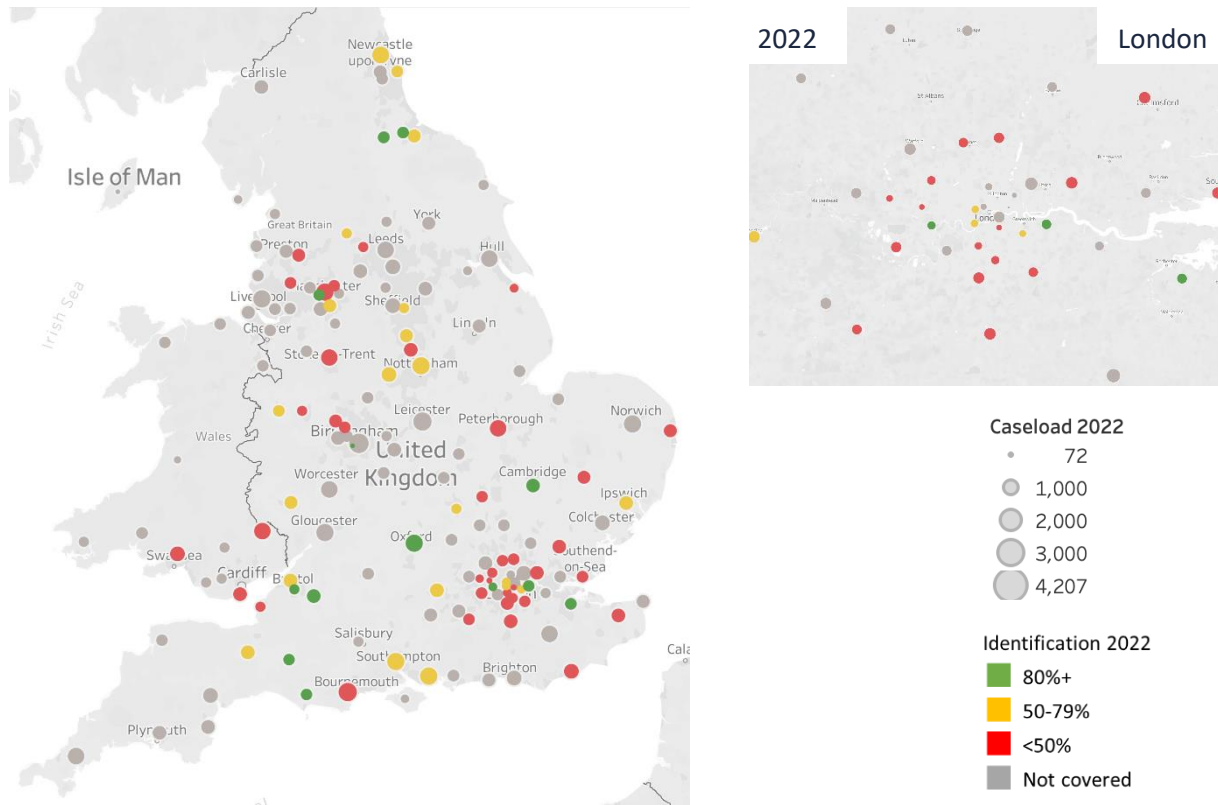 Newcastle
upon Tyne
Carlisle
Isle of Man
York
Great Britain
Preston
Leeds
Hull
Irish Sea
Liverpool
Sheffield
Chester
Lincoln
Stoke-on-Trent
Nottingham
Leicester
Peterborough
Norwich
Birmingham
United
Kingdom
Wales
Worcester
Cambridge
Ipswich
Gloucester
Colchester
Oxford
Swansea
Southend-
on-Sea
Cardiff
Bristol
Salisbury
Southampton
Brighton
Bournemouth
Plymouth
Cala
2022
London
St Albans
Caseload 2022
72
1,000
2,000
3,000
4,207
Identification 2022
80%+
50-79%
<50%
Not covered